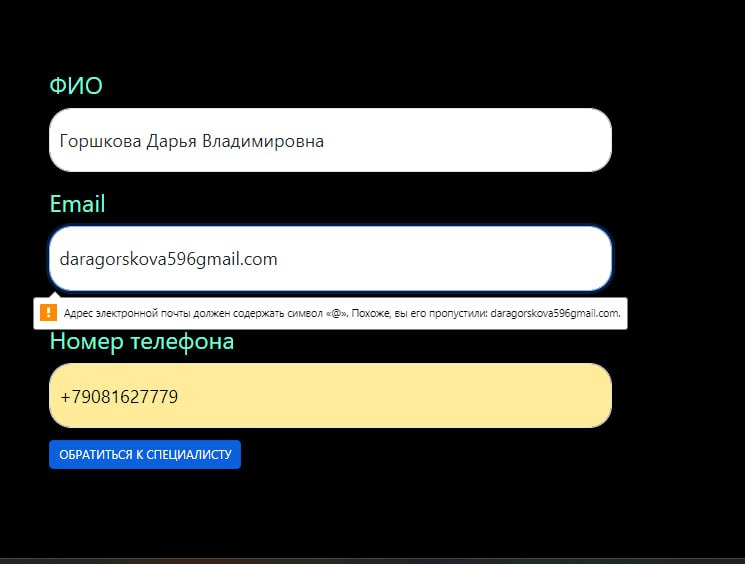 ФИО
Горшкова Дарья Владимировна
Email
daragorskova596gmail.com
Адрес электронной почты должен содержать символ «@». Похоже, вы его пропустили: daragorskova596gmail.com.
Номер телефона
+79081627779
ОБРАТИТЬСЯ К СПЕЦИАЛИСТУ